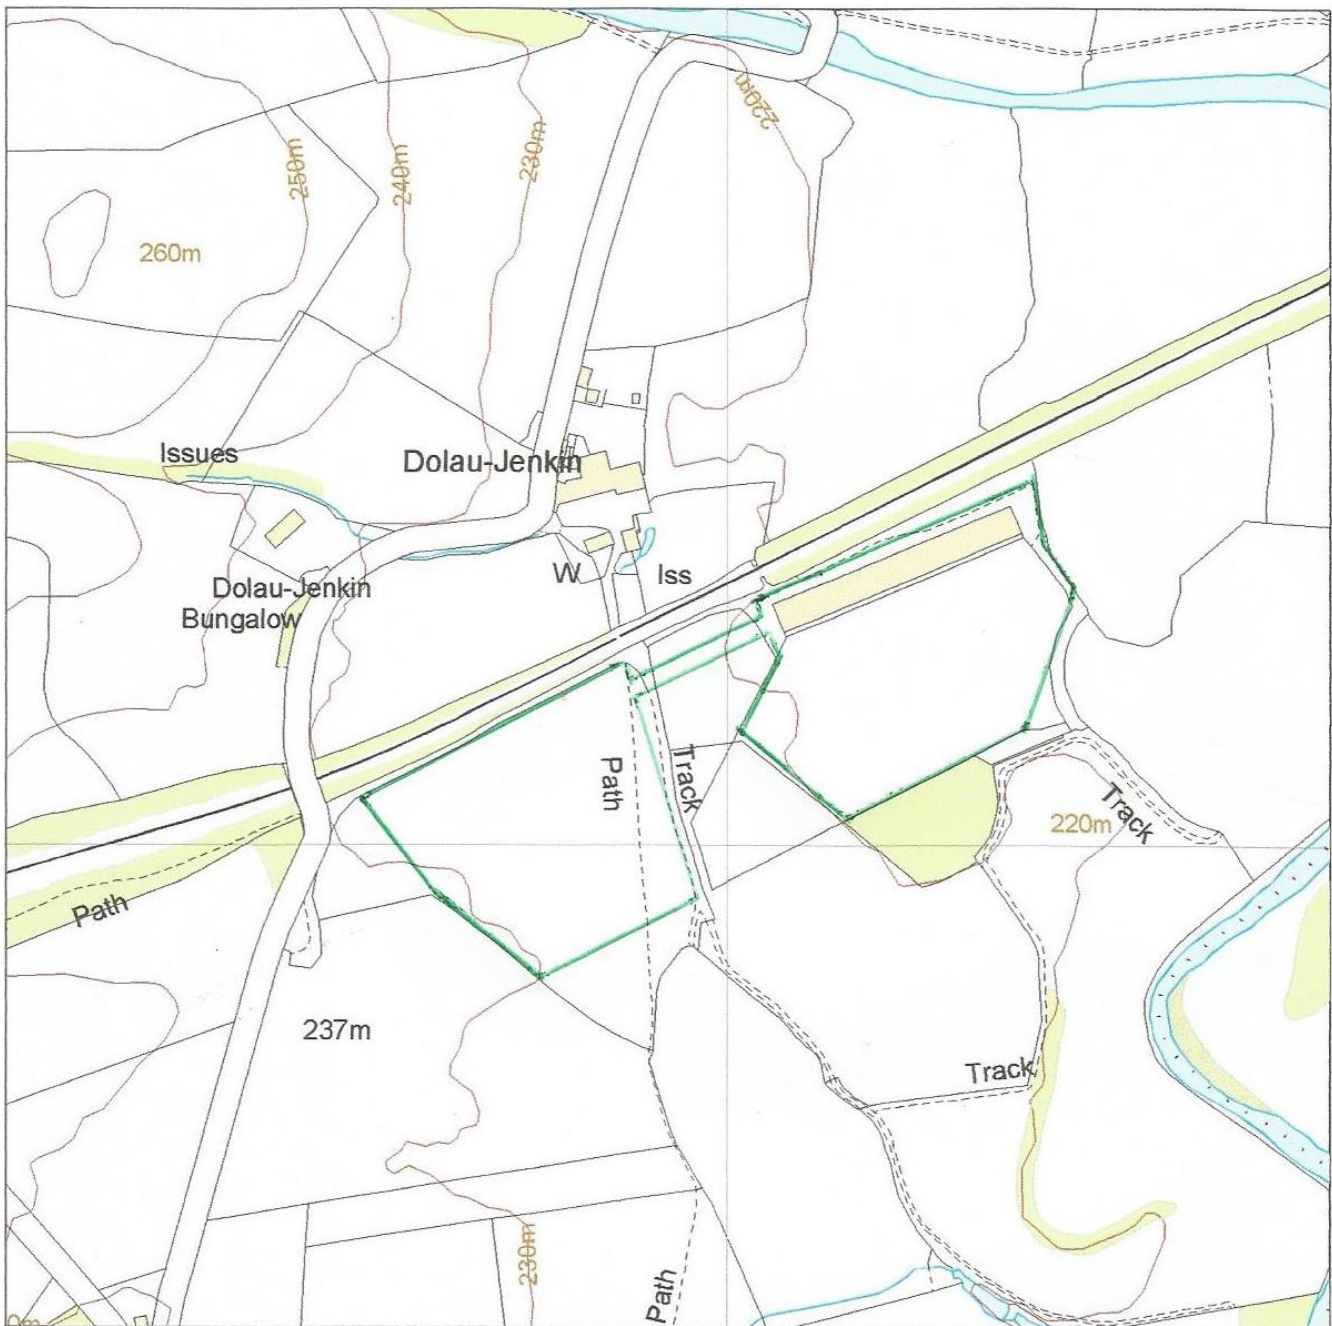 220m
230m
250m
240m
260m
Issues
Dolau-Jenkin
W
Iss
Dolau-Jenkin
Bungalow
Path
Track
Track
220m
Path
237m
Track
230m
Path